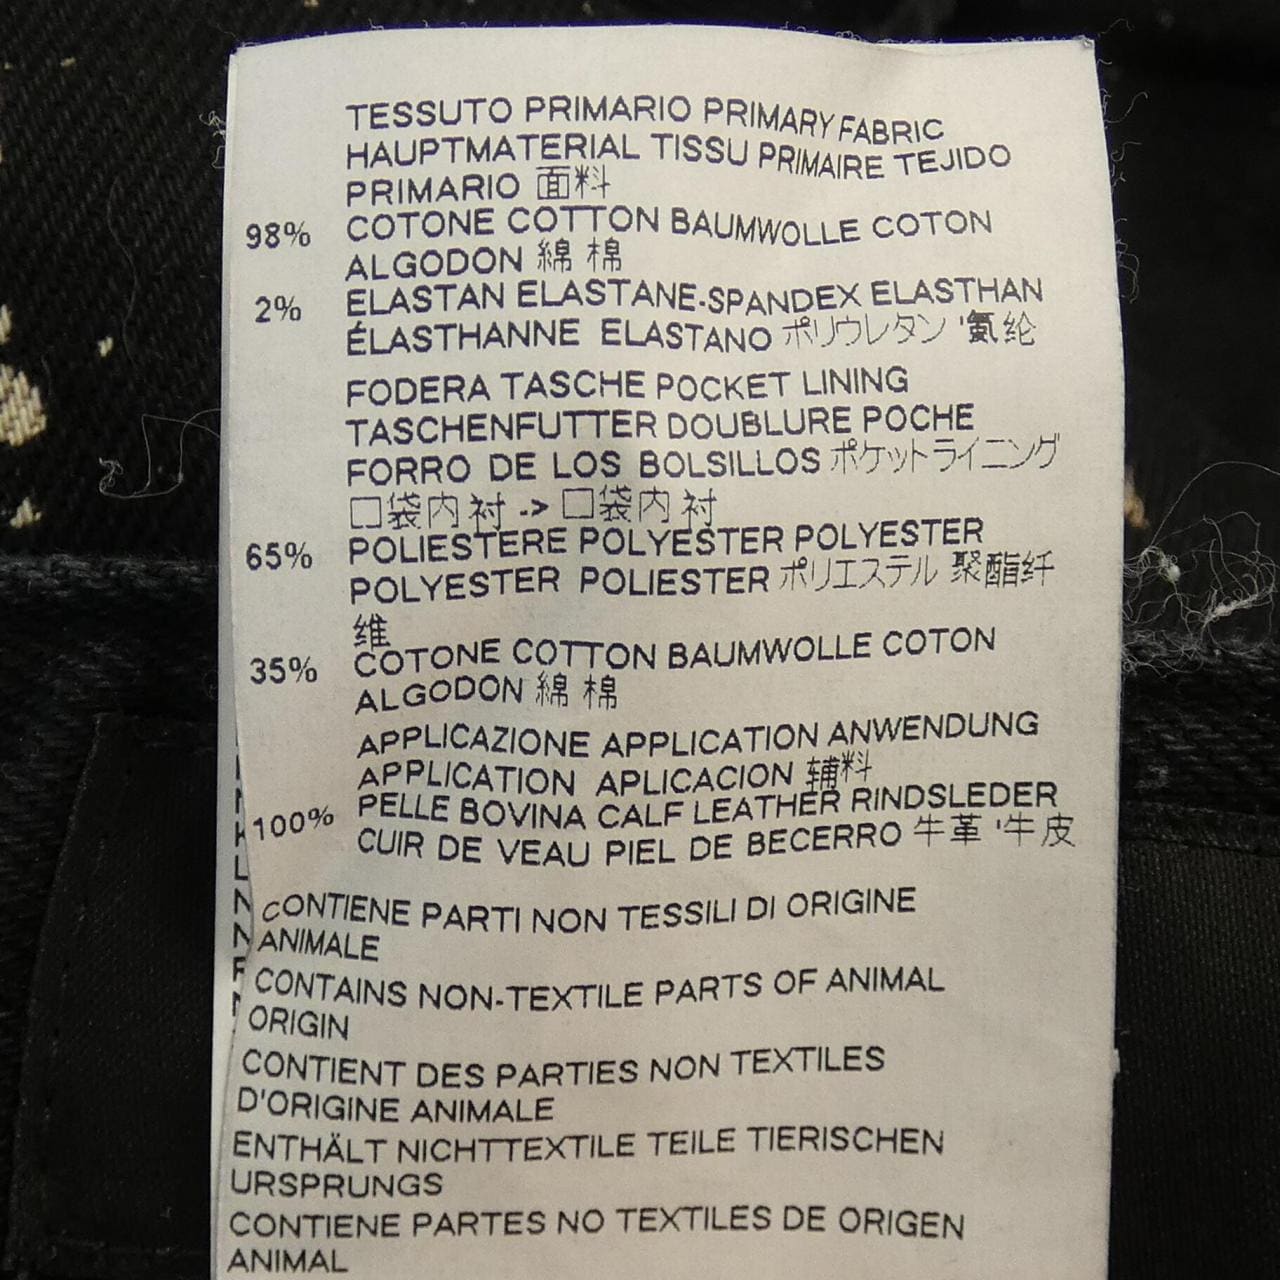 TESSUTO PRIMARIO PRIMARY FABRIC
HAUPTMATERIAL TISSU PRIMAIRE TEJIDO
PRIMARIO 面料
98% COTONE COTTON BAUMWOLLE COTON
ALGODON 綿 棉
2% ELASTAN ELASTANE-SPANDEX ELASTHAN
ÉLASTHANNE ELASTANO ポリウレタン '氨纶
FODERA TASCHE POCKET LINING
TASCHENFUTTER DOUBLURE POCHE
FORRO DE LOS BOLSILLOS ポケットライニング
口袋内衬 -> 口袋内衬
65% POLIESTERE POLYESTER POLYESTER
POLYESTER POLIESTER ポリエステル 聚酯纤
维
35% COTONE COTTON BAUMWOLLE COTON
ALGODON 綿 棉
APPLICAZIONE APPLICATION ANWENDUNG
APPLICATION APLICACION 辅料
100% PELLE BOVINA CALF LEATHER RINDSLEDER
CUIR DE VEAU PIEL DE BECERRO 牛革 '牛皮
CONTIENE PARTI NON TESSILI DI ORIGINE
ANIMALE
CONTAINS NON-TEXTILE PARTS OF ANIMAL
ORIGIN
CONTIENT DES PARTIES NON TEXTILES
D'ORIGINE ANIMALE
ENTHÄLT NICHTTEXTILE TEILE TIERISCHEN
URSPRUNGS
CONTIENE PARTES NO TEXTILES DE ORIGEN
ANIMAL